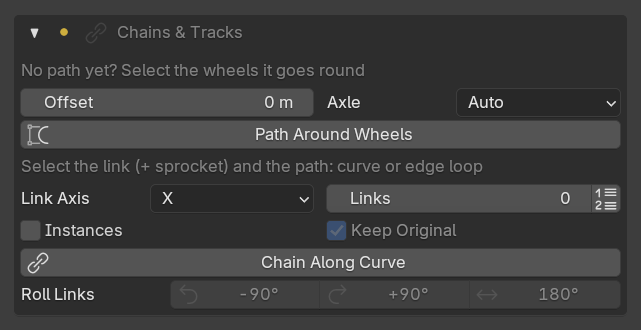 Chains & Tracks
No path yet? Select the wheels it goes round
Offset 0 m Axle Auto
Path Around Wheels
Select the link (+ sprocket) and the path: curve or edge loop
Link Axis X Links 0
Instances Keep Original
Chain Along Curve
Roll Links -90° +90° 180°